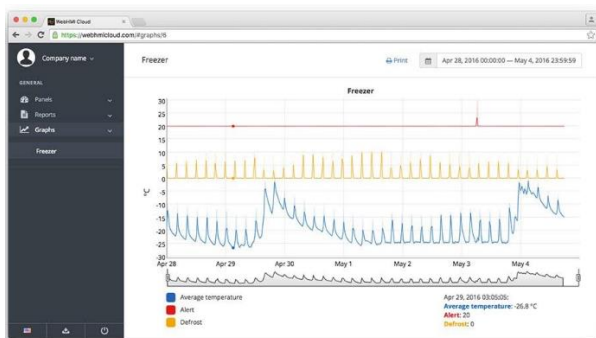 WebHMI Cloud
https://webhmicloud.com/#graphs/6
Company name
Freezer
Print
Apr 28, 2016 00:00:00 — May 4, 2016 23:59:59
GENERAL
Panels
Reports
Graphs
Freezer
Freezer
30
25
20
15
10
5
0
-5
-10
-15
-20
-25
-30
°C
Apr 28
Apr 29
Apr 30
May 1
May 2
May 3
May 4
Average temperature
Alert
Defrost
Apr 29, 2016 03:05:05:
Average temperature: -26.8 °C
Alert: 20
Defrost: 0